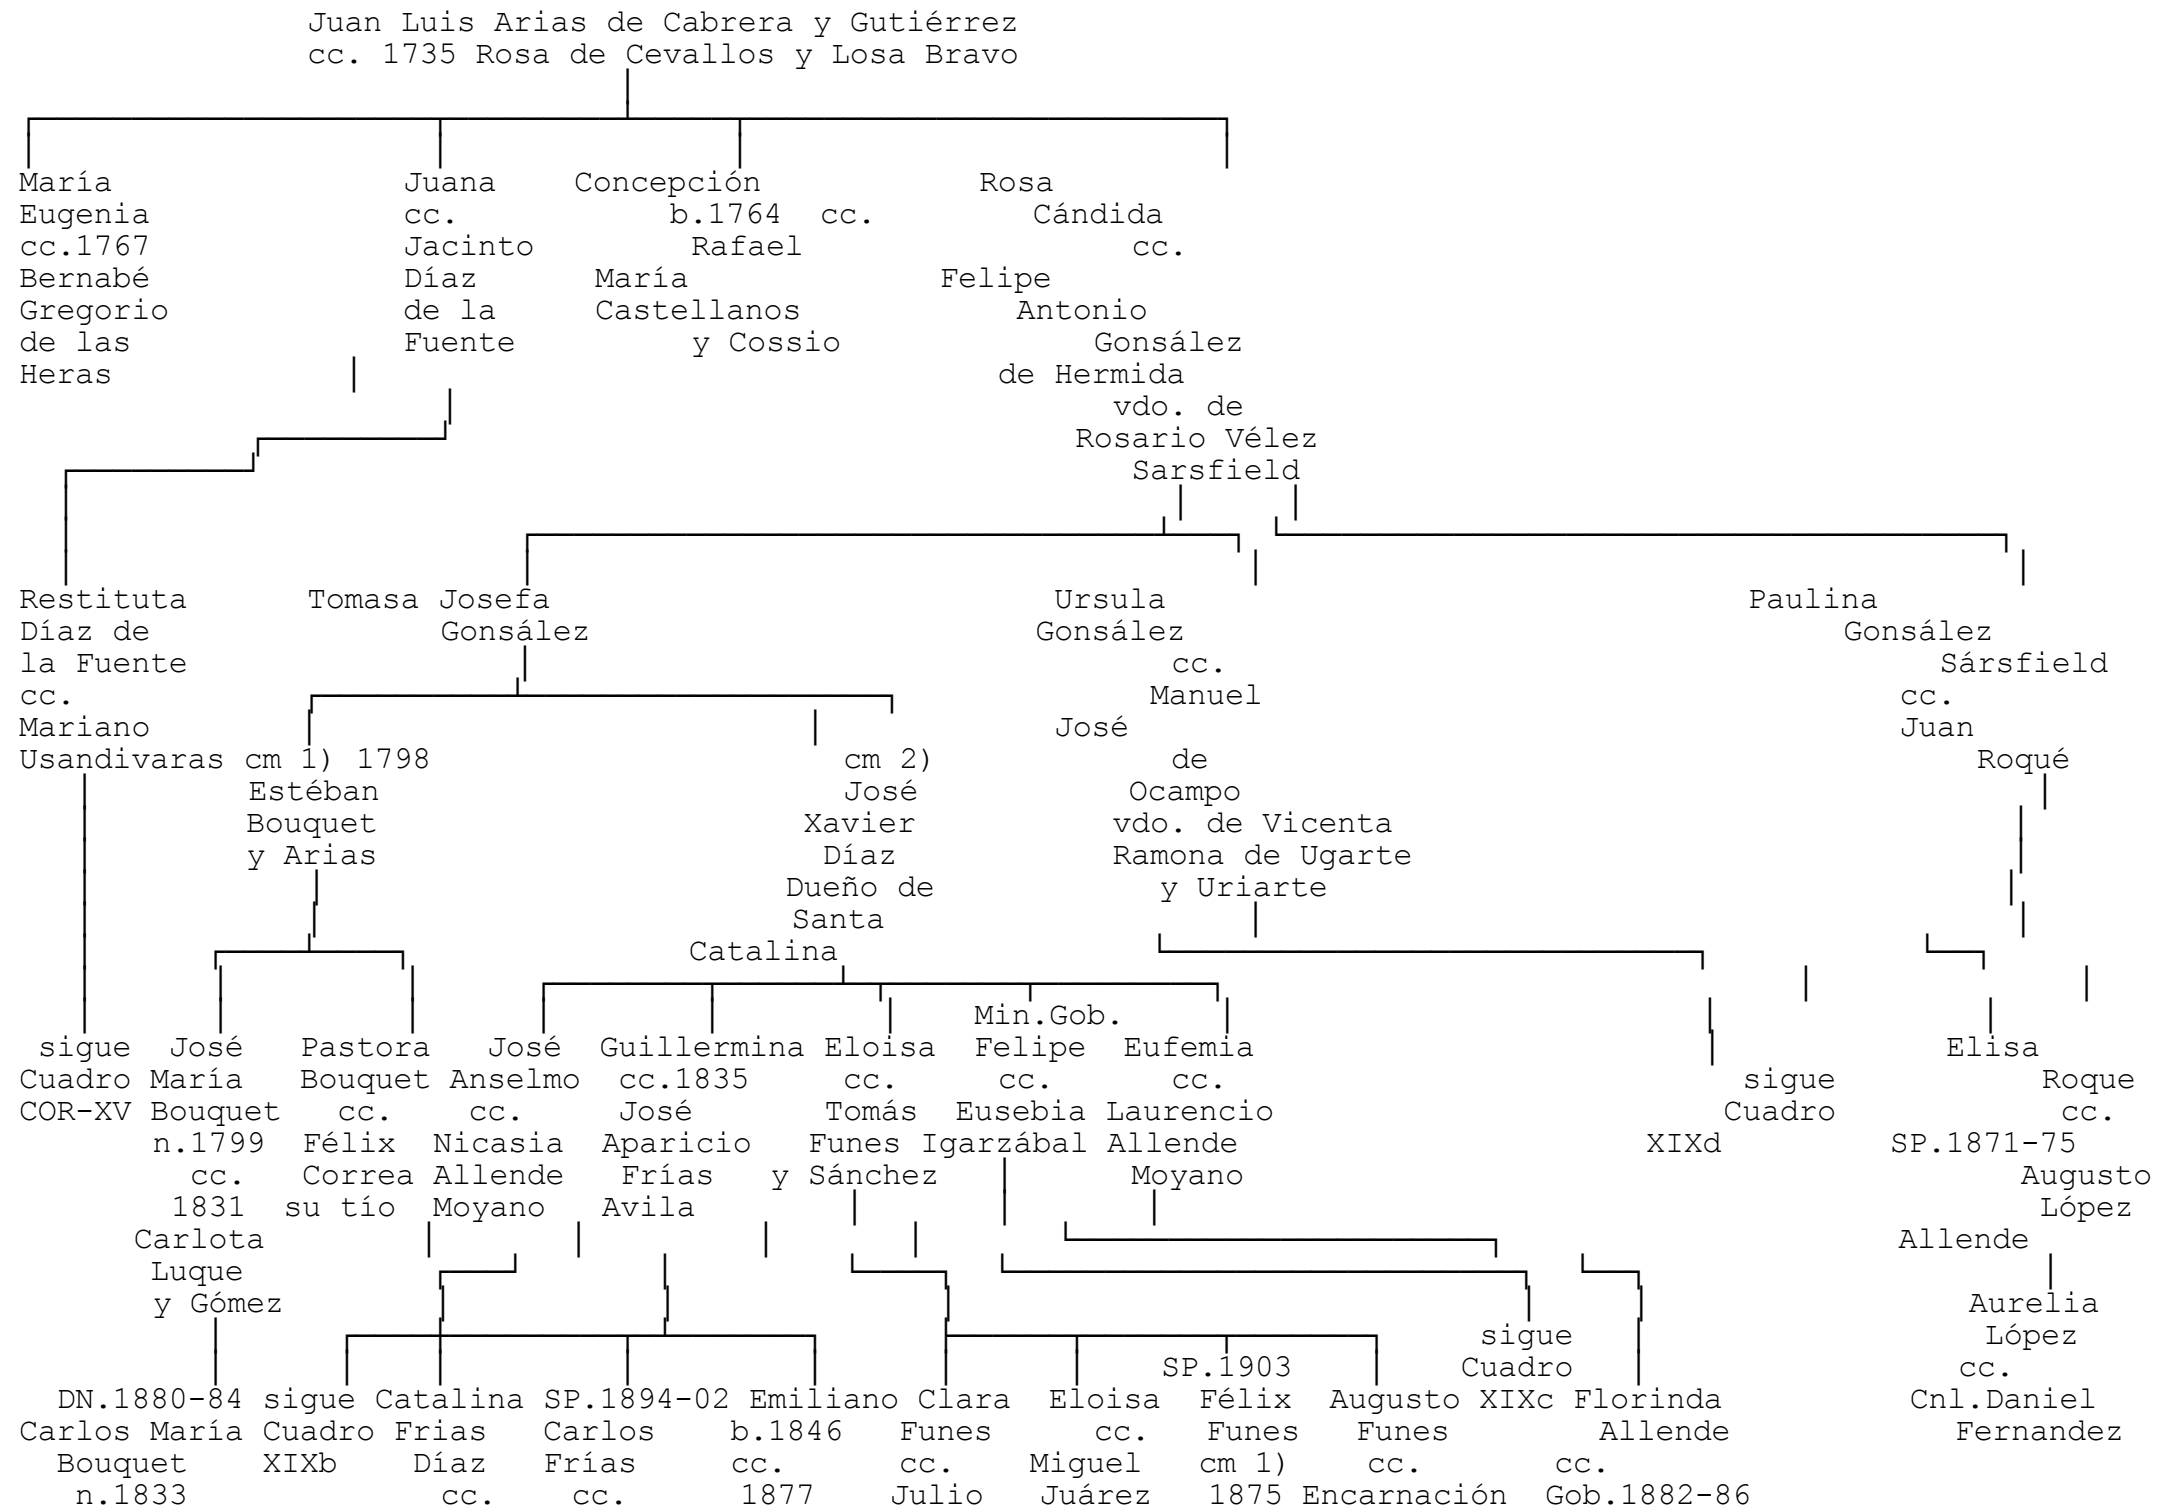 Juan Luis Arias de Cabrera y Gutiérrez
cc. 1735 Rosa de Cevallos y Losa Bravo
María Juana Concepción Rosa
Eugenia cc. b.1764 cc. Cándida
cc.1767 Jacinto Rafael cc.
Bernabé Díaz María Felipe
Gregorio de la Castellanos Antonio
de las Fuente y Cossio Gonsález
Heras de Hermida
vdo. de
Rosario Vélez
Sarsfield
Restituta Tomasa Josefa Ursula Paulina
Díaz de Gonsález Gonsález Gonsález
la Fuente cc. Sársfield
cc. Manuel cc.
Mariano José Juan
Usandivaras cm 1) 1798 cm 2) de Roqué
Estéban José Ocampo
Bouquet Xavier vdo. de Vicenta
y Arias Díaz Ramona de Ugarte
Dueño de y Uriarte
Santa
Catalina
Min.Gob.
sigue José Pastora José Guillermina Eloisa Felipe Eufemia Elisa
Cuadro María Bouquet Anselmo cc.1835 cc. cc. cc. sigue Roque
COR-XV Bouquet cc. cc. José Tomás Eusebia Laurencio Cuadro cc.
n.1799 Félix Nicasia Aparicio Funes Igarzábal Allende XIXd SP.1871-75
cc. Correa Allende Frías y Sánchez Moyano Augusto
1831 su tío Moyano Avila López
Carlota Allende
Luque
y Gómez Aurelia
sigue López
SP.1903 Cuadro cc.
DN.1880-84 sigue Catalina SP.1894-02 Emiliano Clara Eloisa Félix Augusto XIXc Florinda Cnl.Daniel
Carlos María Cuadro Frias Carlos b.1846 Funes cc. Funes Funes Allende Fernandez
Bouquet XIXb Díaz Frías cc. cc. Miguel cm 1) cc. cc.
n.1833 cc. cc. 1877 Julio Juárez 1875 Encarnación Gob.1882-86